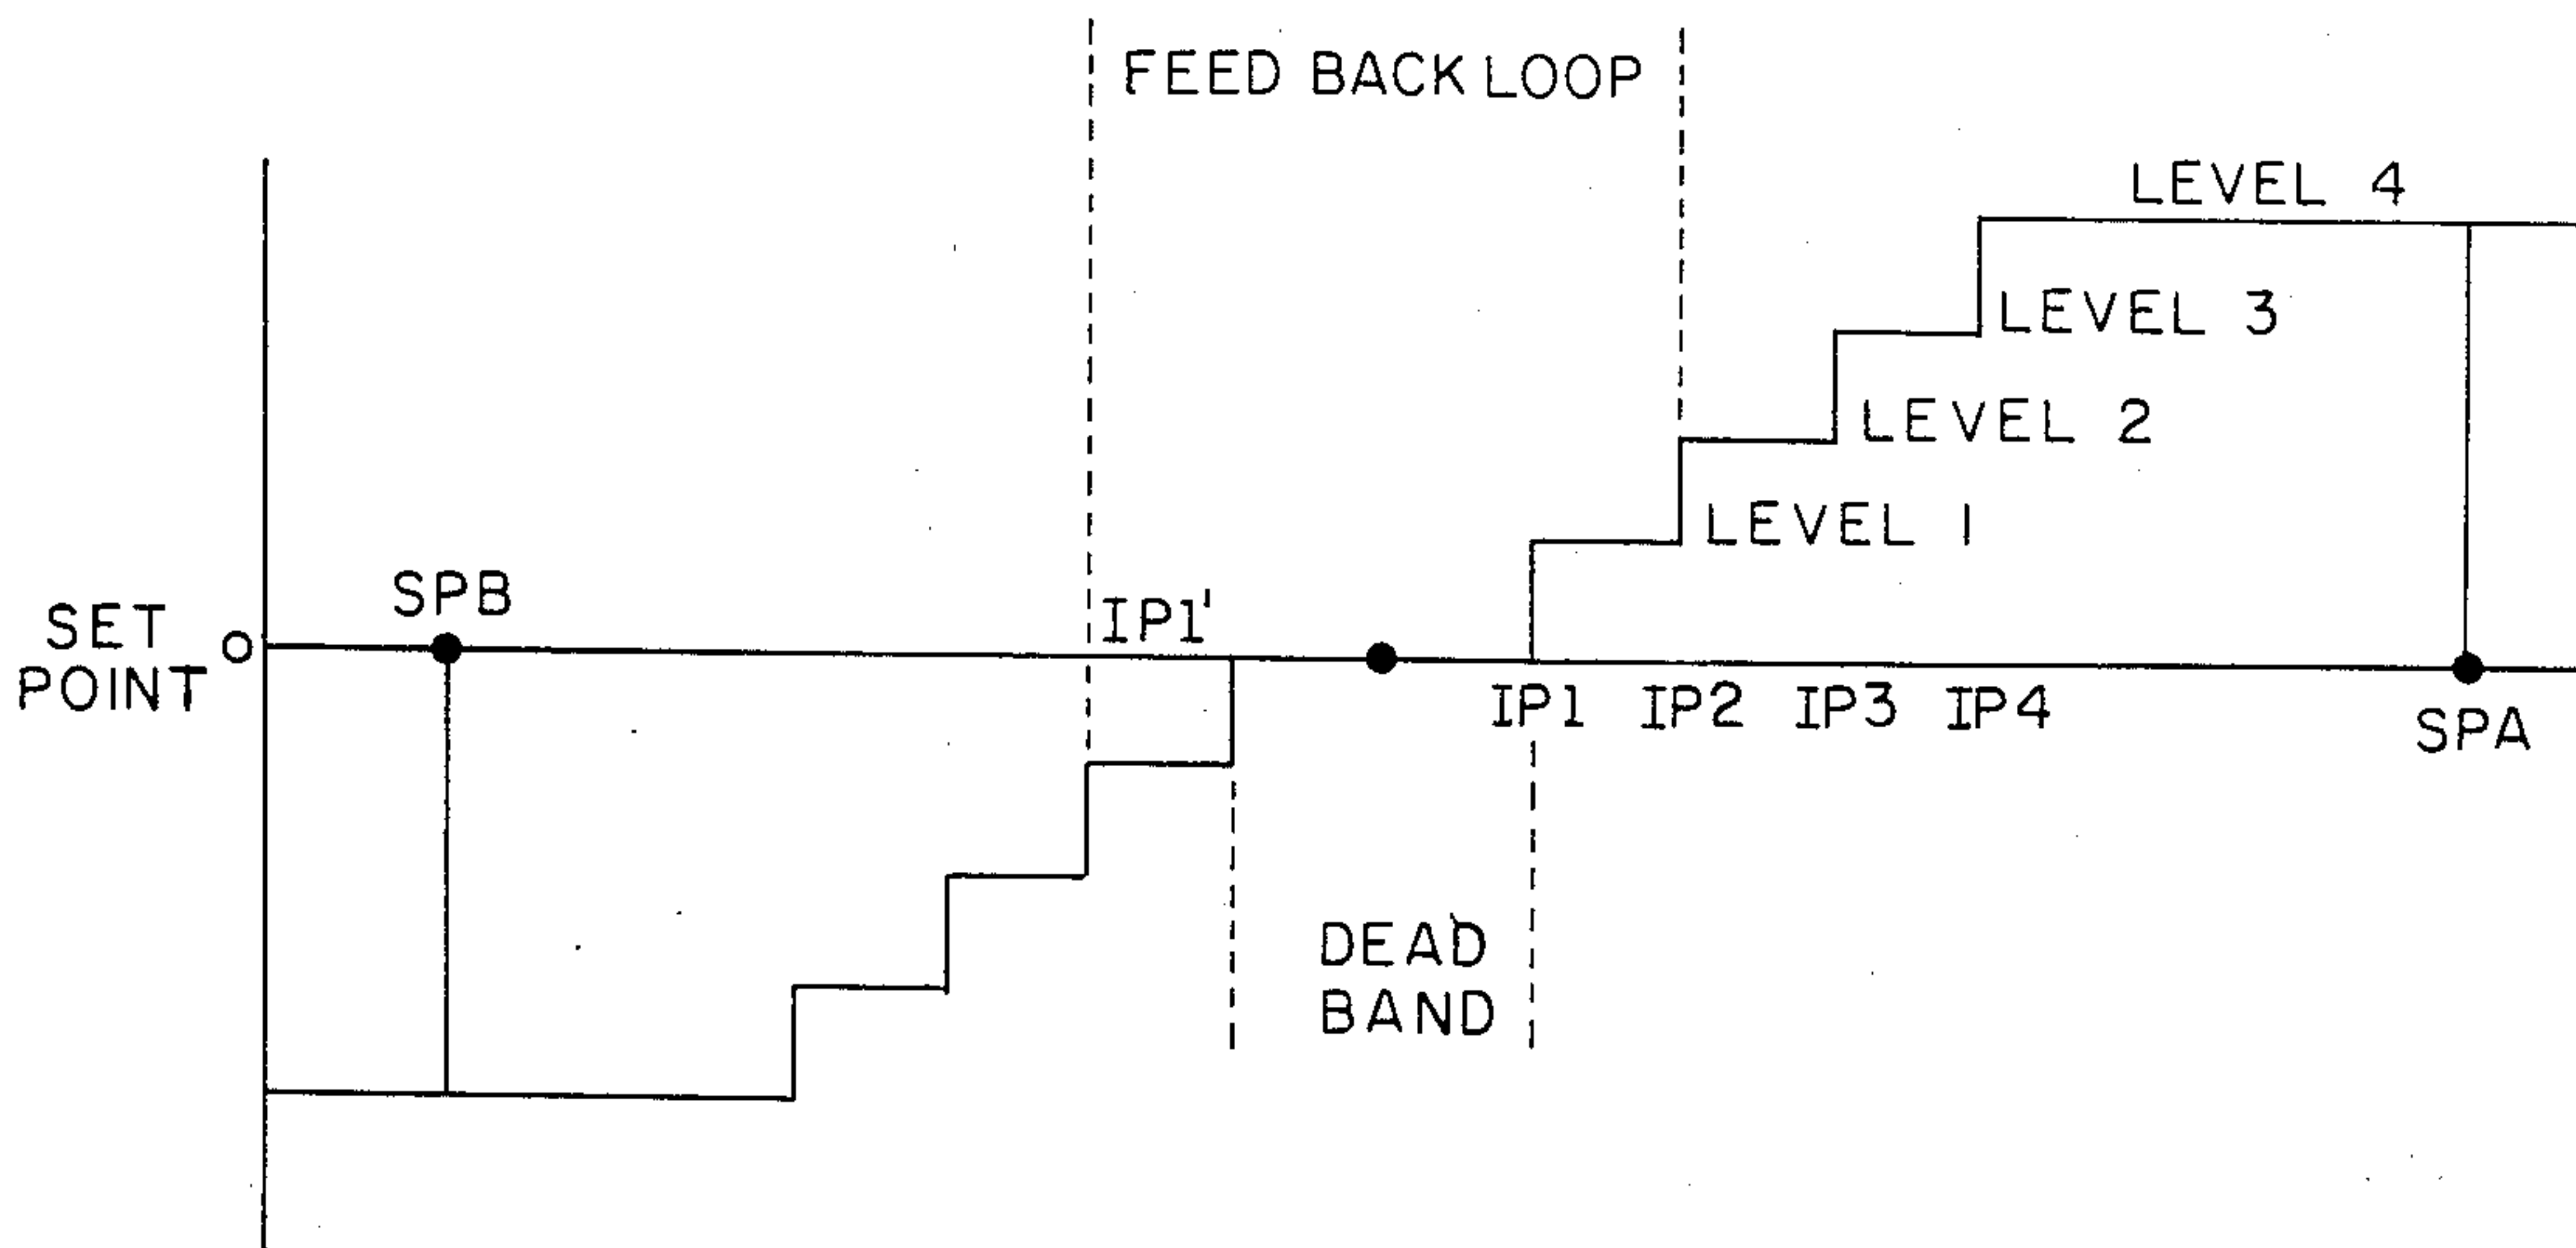 FEED BACK LOOP
LEVEL 4
LEVEL 3
LEVEL 2
LEVEL 1
SPB
IP1'
SET
POINT
O
IP1 IP2 IP3 IP4
SPA
DEAD
BAND